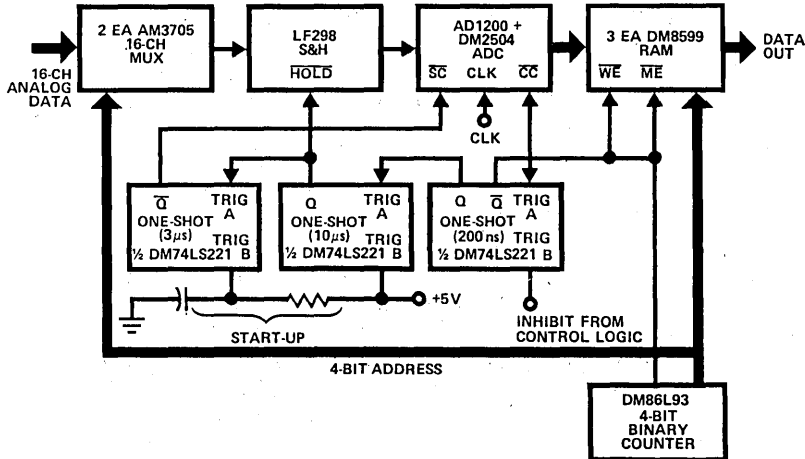 2 EA AM3705
16-CH
MUX
LF298
S&H
HOLD
AD1200 +
DM2504
ADC
SC CLK CC
3 EA DM8599
RAM
WE ME
DATA
OUT
16-CH
ANALOG
DATA
CLK
Q TRIG
A
ONE-SHOT
(3μs) TRIG
½ DM74LS221 B
Q TRIG
A
ONE-SHOT
(10μs) TRIG
½ DM74LS221 B
Q Q TRIG
A
ONE-SHOT
(200 ns) TRIG
½ DM74LS221 B
+5V
START-UP
INHIBIT FROM
CONTROL LOGIC
4-BIT ADDRESS
DM86L93
4-BIT
BINARY
COUNTER